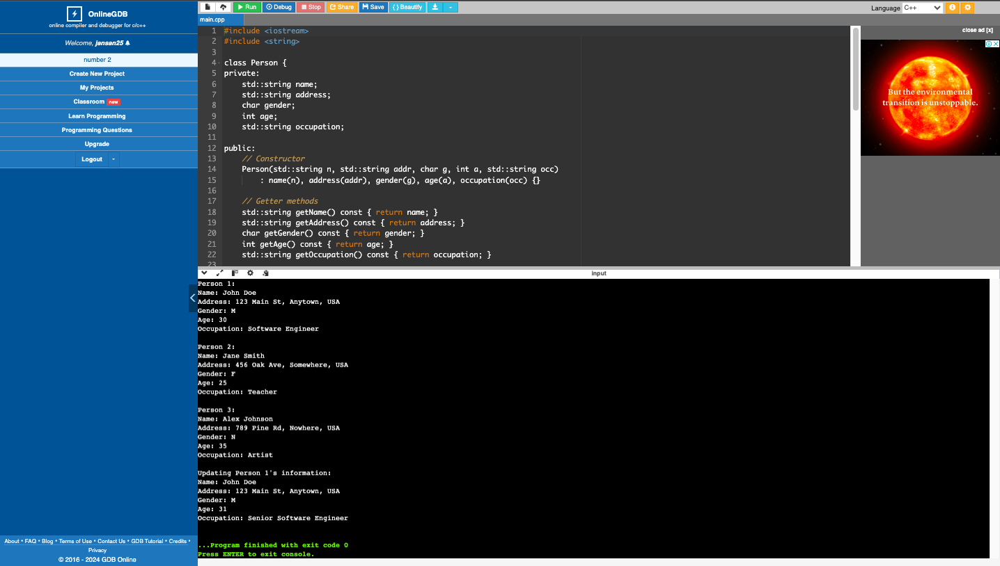 OnlineGDB
online compiler and debugger for c/c++
Welcome, jansan25
number 2
Create New Project
My Projects
Classroom new
Learn Programming
Programming Questions
Upgrade
Logout
About • FAQ • Blog • Terms of Use • Contact Us • GDB Tutorial • Credits •
Privacy
© 2016 - 2024 GDB Online
Run Debug Stop Share Save {} Beautify
Language C++
main.cpp
1 #include <iostream>
2 #include <string>
3
4 class Person {
5 private:
6     std::string name;
7     std::string address;
8     char gender;
9     int age;
10     std::string occupation;
11
12 public:
13     // Constructor
14     Person(std::string n, std::string addr, char g, int a, std::string occ)
15         : name(n), address(addr), gender(g), age(a), occupation(occ) {}
16
17     // Getter methods
18     std::string getName() const { return name; }
19     std::string getAddress() const { return address; }
20     char getGender() const { return gender; }
21     int getAge() const { return age; }
22     std::string getOccupation() const { return occupation; }
23
close ad [x]
But the environmental
transition is unstoppable.
input
Person 1:
Name: John Doe
Address: 123 Main St, Anytown, USA
Gender: M
Age: 30
Occupation: Software Engineer
Person 2:
Name: Jane Smith
Address: 456 Oak Ave, Somewhere, USA
Gender: F
Age: 25
Occupation: Teacher
Person 3:
Name: Alex Johnson
Address: 789 Pine Rd, Nowhere, USA
Gender: N
Age: 35
Occupation: Artist
Updating Person 1's information:
Name: John Doe
Address: 123 Main St, Anytown, USA
Gender: M
Age: 31
Occupation: Senior Software Engineer
...Program finished with exit code 0
Press ENTER to exit console.